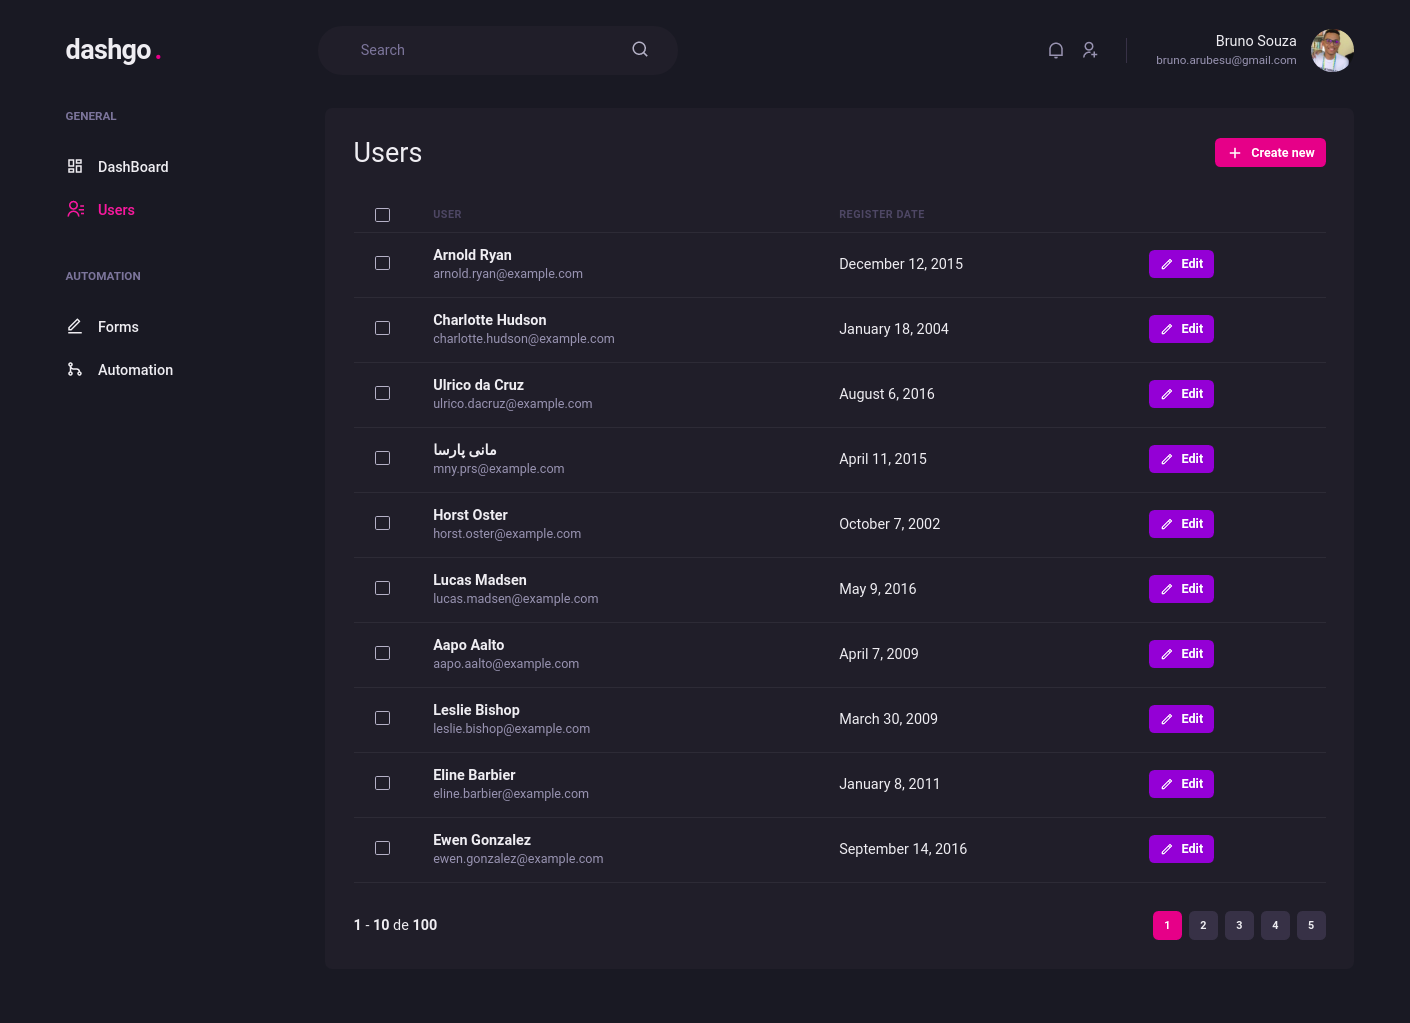 dashgo.
Search
Bruno Souza
bruno.arubesu@gmail.com
GENERAL
DashBoard
Users
AUTOMATION
Forms
Automation
Users
Create new
USER REGISTER DATE
Arnold Ryan
arnold.ryan@example.com
December 12, 2015
Edit
Charlotte Hudson
charlotte.hudson@example.com
January 18, 2004
Edit
Ulrico da Cruz
ulrico.dacruz@example.com
August 6, 2016
Edit
مانی پارسا
mny.prs@example.com
April 11, 2015
Edit
Horst Oster
horst.oster@example.com
October 7, 2002
Edit
Lucas Madsen
lucas.madsen@example.com
May 9, 2016
Edit
Aapo Aalto
aapo.aalto@example.com
April 7, 2009
Edit
Leslie Bishop
leslie.bishop@example.com
March 30, 2009
Edit
Eline Barbier
eline.barbier@example.com
January 8, 2011
Edit
Ewen Gonzalez
ewen.gonzalez@example.com
September 14, 2016
Edit
1 - 10 de 100
1 2 3 4 5